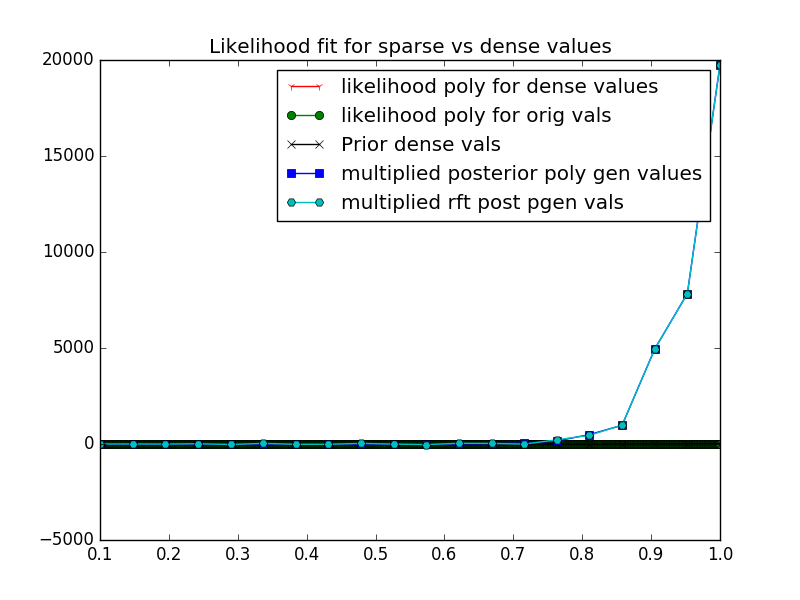 Likelihood fit for sparse vs dense values
20000
15000
10000
5000
0
−5000
likelihood poly for dense values
likelihood poly for orig vals
Prior dense vals
multiplied posterior poly gen values
multiplied rft post pgen vals
0.1 0.2 0.3 0.4 0.5 0.6 0.7 0.8 0.9 1.0